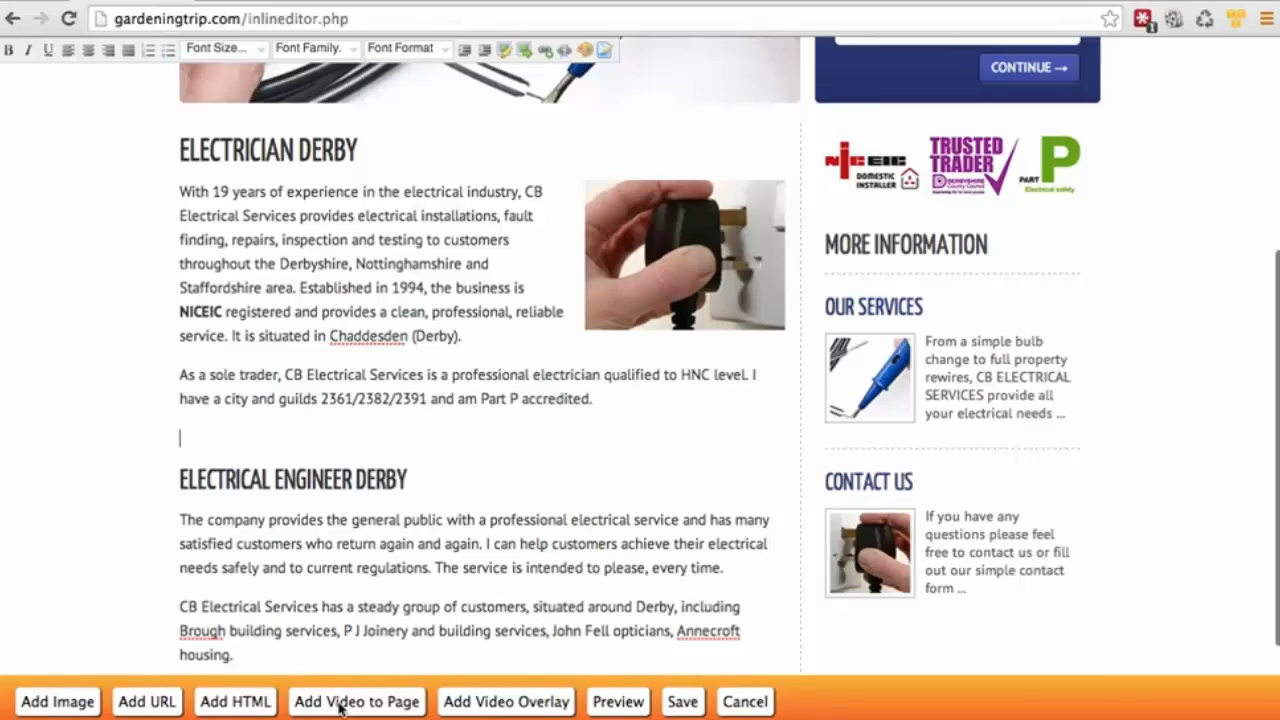 gardeningtrip.com/inlineditor.php
B I U Font Size... Font Family. Font Format
CONTINUE →
ELECTRICIAN DERBY
With 19 years of experience in the electrical industry, CB
Electrical Services provides electrical installations, fault
finding, repairs, inspection and testing to customers
throughout the Derbyshire, Nottinghamshire and
Staffordshire area. Established in 1994, the business is
NICEIC registered and provides a clean, professional, reliable
service. It is situated in Chaddesden (Derby).
As a sole trader, CB Electrical Services is a professional electrician qualified to HNC level. I
have a city and guilds 2361/2382/2391 and am Part P accredited.
ELECTRICAL ENGINEER DERBY
The company provides the general public with a professional electrical service and has many
satisfied customers who return again and again. I can help customers achieve their electrical
needs safely and to current regulations. The service is intended to please, every time.
CB Electrical Services has a steady group of customers, situated around Derby, including
Brough building services, P J Joinery and building services, John Fell opticians, Annecroft
housing.
NICEIC
DOMESTIC
INSTALLER
TRUSTED
TRADER
Derbyshire
County Council
PART P
Electrical safety
MORE INFORMATION
OUR SERVICES
From a simple bulb
change to full property
rewires, CB ELECTRICAL
SERVICES provide all
your electrical needs ...
CONTACT US
If you have any
questions please feel
free to contact us or fill
out our simple contact
form ...
Add Image Add URL Add HTML Add Video to Page Add Video Overlay Preview Save Cancel